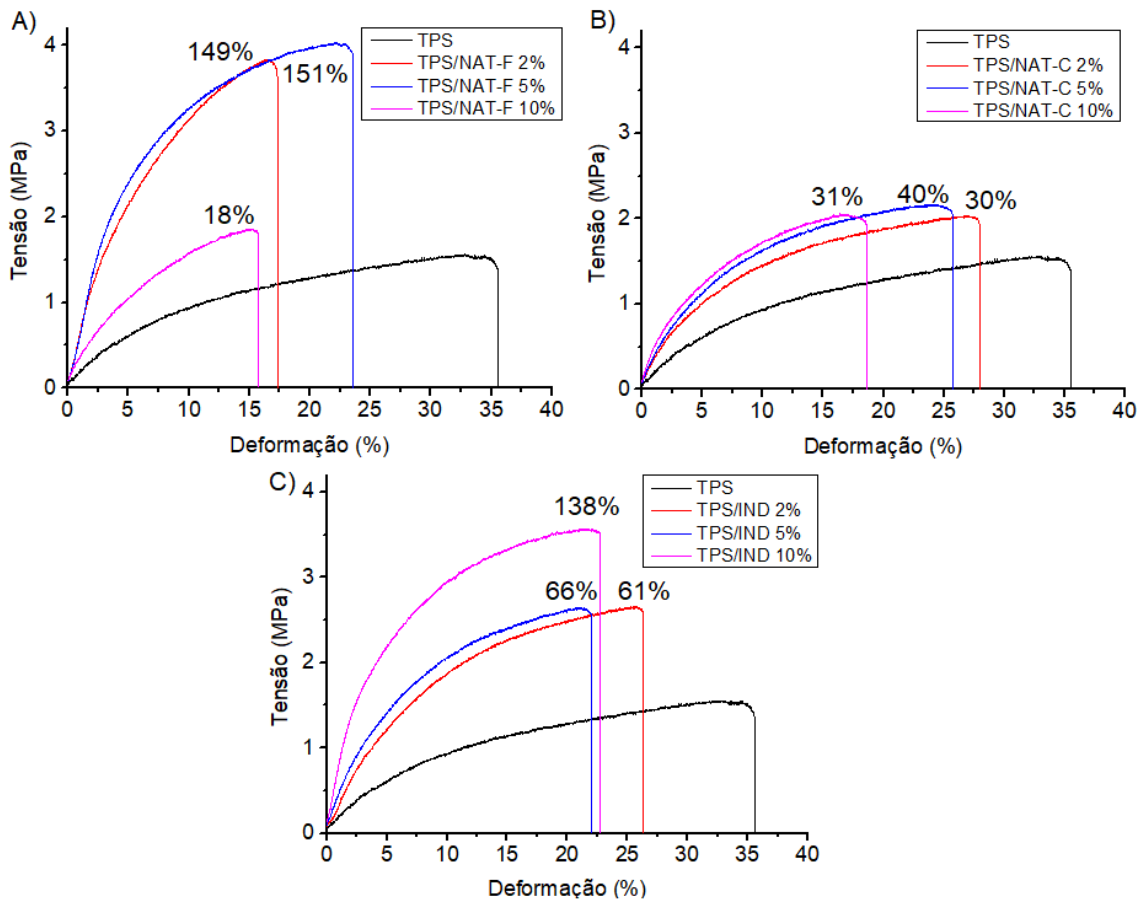 A)
TPS
TPS/NAT-F 2%
TPS/NAT-F 5%
TPS/NAT-F 10%
149%
151%
18%
Tensão (MPa)
4
3
2
1
0
0 5 10 15 20 25 30 35 40
Deformação (%)
B)
TPS
TPS/NAT-C 2%
TPS/NAT-C 5%
TPS/NAT-C 10%
31% 40% 30%
Tensão (MPa)
4
3
2
1
0
0 5 10 15 20 25 30 35 40
Deformação (%)
C)
TPS
TPS/IND 2%
TPS/IND 5%
TPS/IND 10%
138%
66% 61%
Tensão (MPa)
4
3
2
1
0
0 5 10 15 20 25 30 35 40
Deformação (%)